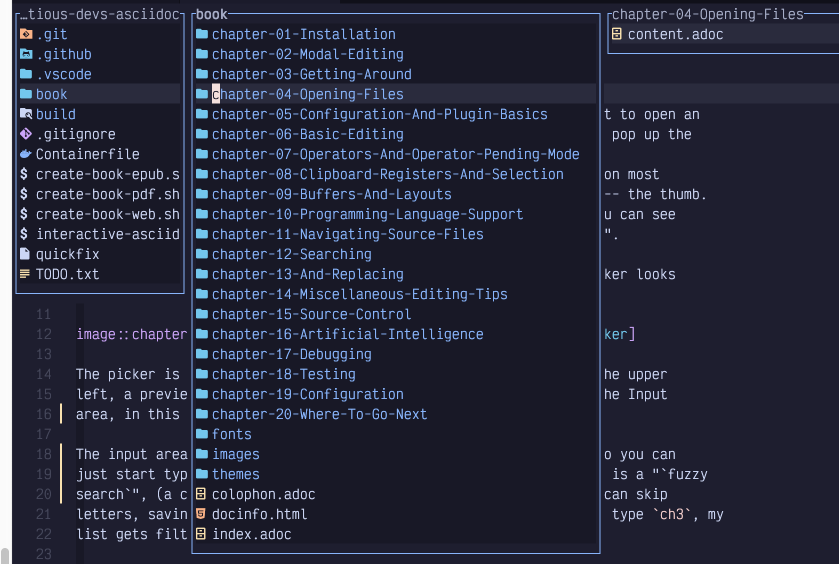 …tious-devs-asciidoc
.git
.github
.vscode
book
build
.gitignore
Containerfile
create-book-epub.s
create-book-pdf.sh
create-book-web.sh
interactive-asciid
quickfix
TODO.txt
book
chapter-01-Installation
chapter-02-Modal-Editing
chapter-03-Getting-Around
chapter-04-Opening-Files
chapter-05-Configuration-And-Plugin-Basics
chapter-06-Basic-Editing
chapter-07-Operators-And-Operator-Pending-Mode
chapter-08-Clipboard-Registers-And-Selection
chapter-09-Buffers-And-Layouts
chapter-10-Programming-Language-Support
chapter-11-Navigating-Source-Files
chapter-12-Searching
chapter-13-And-Replacing
chapter-14-Miscellaneous-Editing-Tips
chapter-15-Source-Control
chapter-16-Artificial-Intelligence
chapter-17-Debugging
chapter-18-Testing
chapter-19-Configuration
chapter-20-Where-To-Go-Next
fonts
images
themes
colophon.adoc
docinfo.html
index.adoc
chapter-04-Opening-Files
content.adoc
t to open an
pop up the
on most
-- the thumb.
u can see
".
ker looks
11
12 image::chapter ker]
13
14 The picker is he upper
15 left, a previe he Input
16 area, in this
17
18 The input area o you can
19 just start typ is a "`fuzzy
20 search`", (a c can skip
21 letters, savin type `ch3`, my
22 list gets filt
23